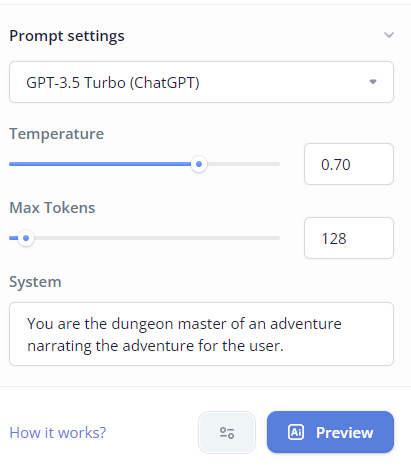 Prompt settings
GPT-3.5 Turbo (ChatGPT)
Temperature
0.70
Max Tokens
128
System
You are the dungeon master of an adventure
narrating the adventure for the user.
How it works?
Ai Preview